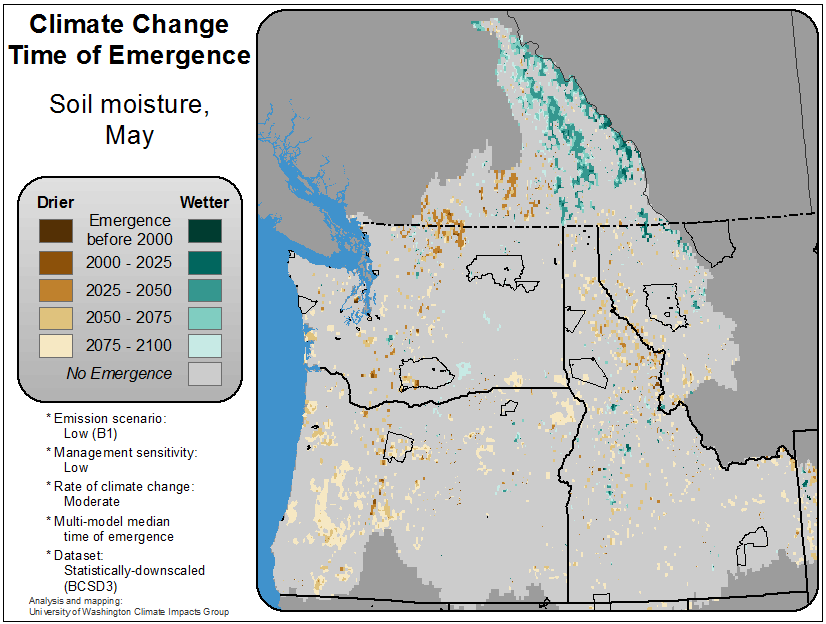 Climate Change
Time of Emergence
Soil moisture,
May
Drier
Wetter
Emergence
before 2000
2000 - 2025
2025 - 2050
2050 - 2075
2075 - 2100
No Emergence
* Emission scenario:
Low (B1)
* Management sensitivity:
Low
* Rate of climate change:
Moderate
* Multi-model median
time of emergence
* Dataset:
Statistically-downscaled
(BCSD3)
Analysis and mapping:
University of Washington Climate Impacts Group